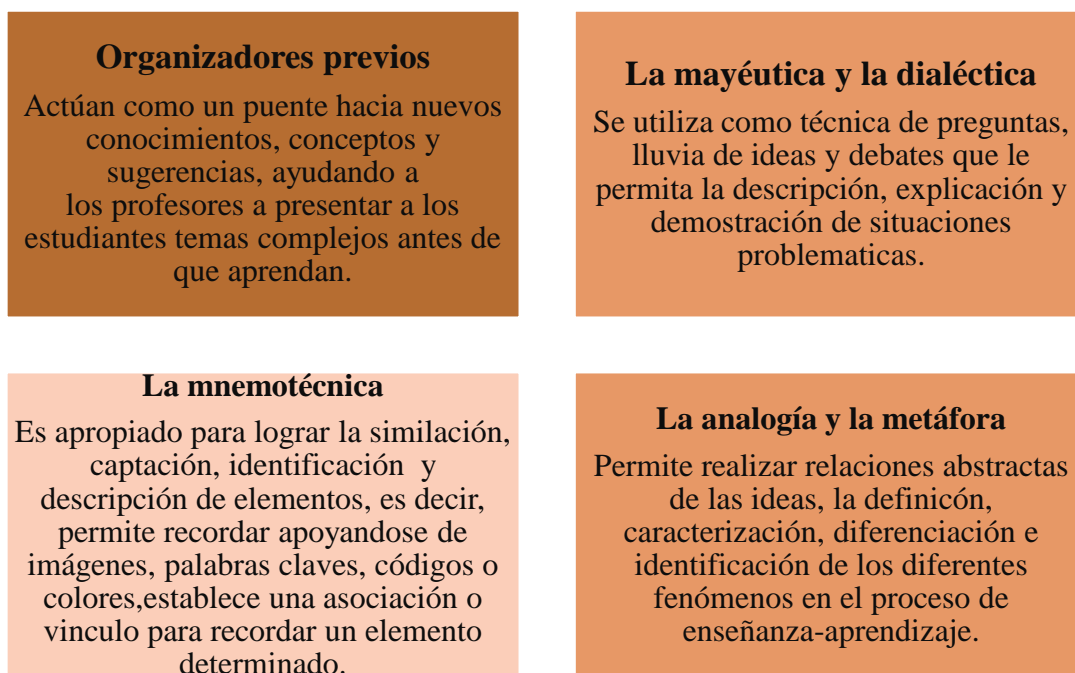 Organizadores previos
Actúan como un puente hacia nuevos
conocimientos, conceptos y
sugerencias, ayudando a
los profesores a presentar a los
estudiantes temas complejos antes de
que aprendan.
La mayéutica y la dialéctica
Se utiliza como técnica de preguntas,
lluvia de ideas y debates que le
permita la descripción, explicación y
demostración de situaciones
problematicas.
La mnemotécnica
Es apropiado para lograr la similación,
captación, identificación y
descripción de elementos, es decir,
permite recordar apoyandose de
imágenes, palabras claves, códigos o
colores,establece una asociación o
vinculo para recordar un elemento
determinado.
La analogía y la metáfora
Permite realizar relaciones abstractas
de las ideas, la definicón,
caracterización, diferenciación e
identificación de los diferentes
fenómenos en el proceso de
enseñanza-aprendizaje.